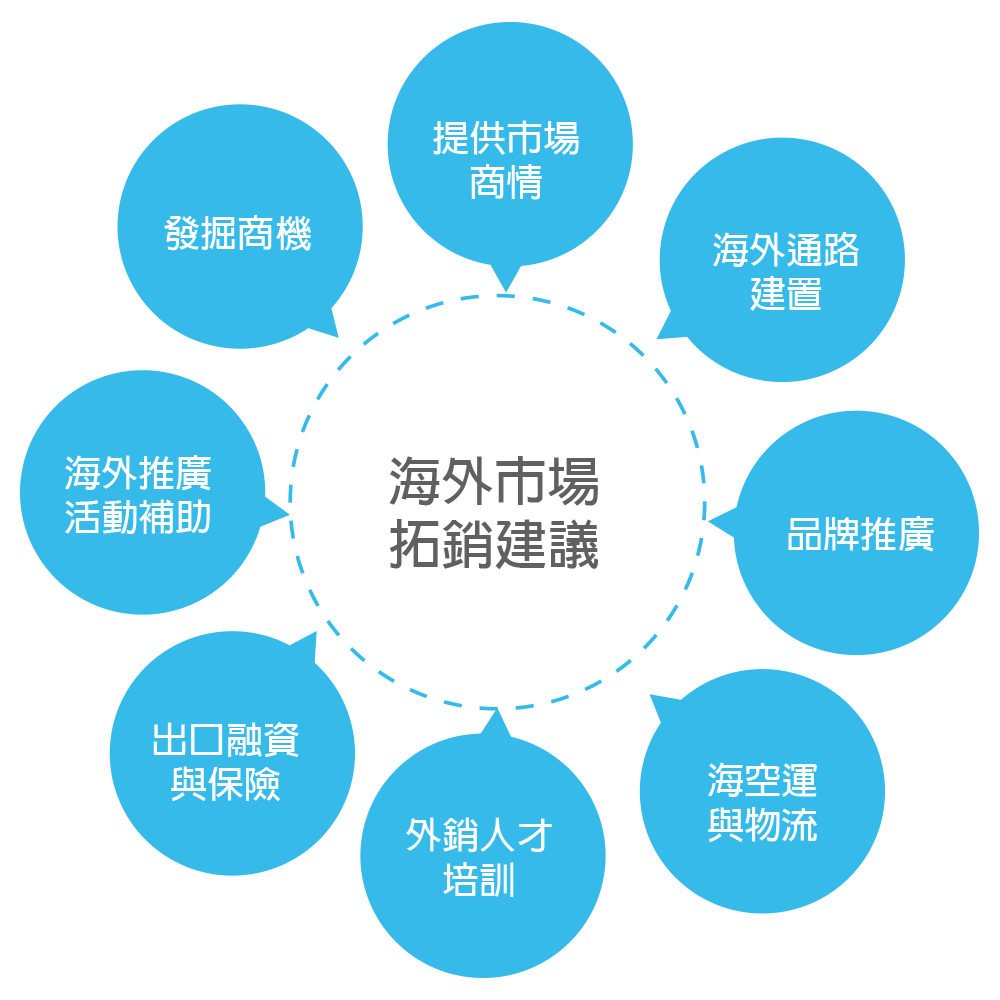 提供市場
商情
海外通路
建置
品牌推廣
海空運
與物流
外銷人才
培訓
出口融資
與保險
海外推廣
活動補助
發掘商機
海外市場
拓銷建議